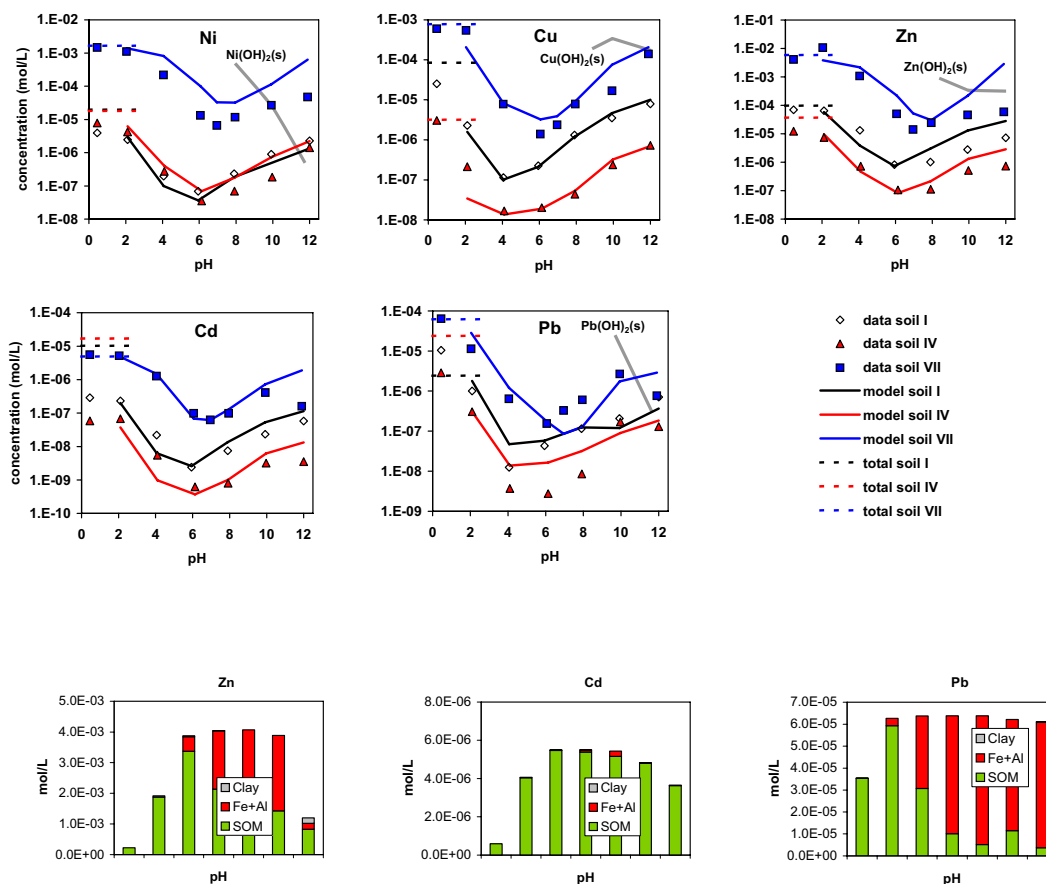 Ni
1.E-02
1.E-03
1.E-04
1.E-05
1.E-06
1.E-07
1.E-08
concentration (mol/L)
Ni(OH)2(s)
0 2 4 6 8 10 12
pH
Cu
1.E-03
1.E-04
1.E-05
1.E-06
1.E-07
1.E-08
Cu(OH)2(s)
0 2 4 6 8 10 12
pH
Zn
1.E-01
1.E-02
1.E-03
1.E-04
1.E-05
1.E-06
1.E-07
1.E-08
Zn(OH)2(s)
0 2 4 6 8 10 12
pH
Cd
1.E-04
1.E-05
1.E-06
1.E-07
1.E-08
1.E-09
1.E-10
concentration (mol/L)
0 2 4 6 8 10 12
pH
Pb
1.E-04
1.E-05
1.E-06
1.E-07
1.E-08
1.E-09
Pb(OH)2(s)
0 2 4 6 8 10 12
pH
data soil I
data soil IV
data soil VII
model soil I
model soil IV
model soil VII
total soil I
total soil IV
total soil VII
Zn
5.0E-03
4.0E-03
3.0E-03
2.0E-03
1.0E-03
0.0E+00
mol/L
Clay
Fe+Al
SOM
pH
Cd
8.0E-06
6.0E-06
4.0E-06
2.0E-06
0.0E+00
mol/L
Clay
Fe+Al
SOM
pH
Pb
7.0E-05
6.0E-05
5.0E-05
4.0E-05
3.0E-05
2.0E-05
1.0E-05
0.0E+00
mol/L
Clay
Fe+Al
SOM
pH